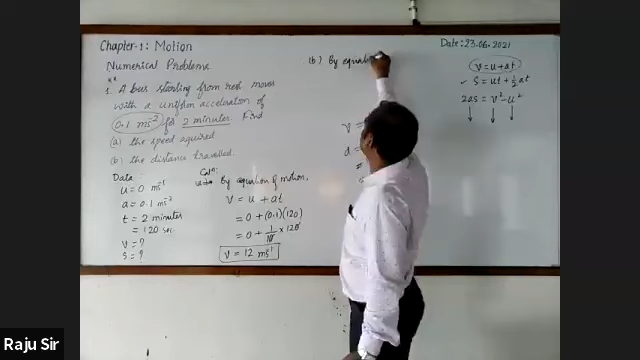 Chapter-1: Motion
Date: 23.06.2021
Numerical Problems
1. A bus starting from rest moves
with a uniform acceleration of
0.1 ms⁻² for 2 minutes. Find
(a) the speed aquired
(b) the distance travelled.
Data:
u = 0 ms⁻¹
a = 0.1 ms⁻²
t = 2 minutes
= 120 sec
v = ?
s = ?
By equation of motion,
v = u + at
= 0 + (0.1)(120)
= 0 + 1/10 × 120
v = 12 ms⁻¹
(b) By equation
v =
a =
=
v = u + at
s = ut + ½ at
2as = v² - u²
Raju Sir